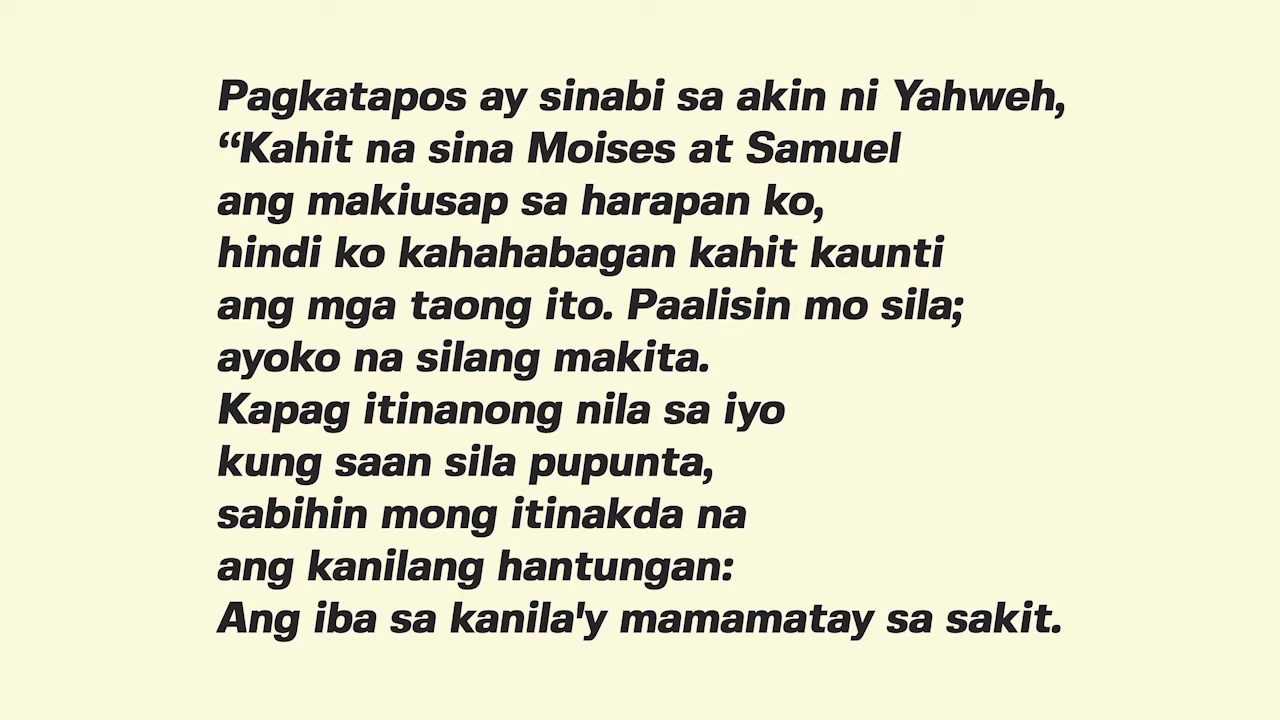 Pagkatapos ay sinabi sa akin ni Yahweh,
“Kahit na sina Moises at Samuel
ang makiusap sa harapan ko,
hindi ko kahahabagan kahit kaunti
ang mga taong ito. Paalisin mo sila;
ayoko na silang makita.
Kapag itinanong nila sa iyo
kung saan sila pupunta,
sabihin mong itinakda na
ang kanilang hantungan:
Ang iba sa kanila'y mamamatay sa sakit.